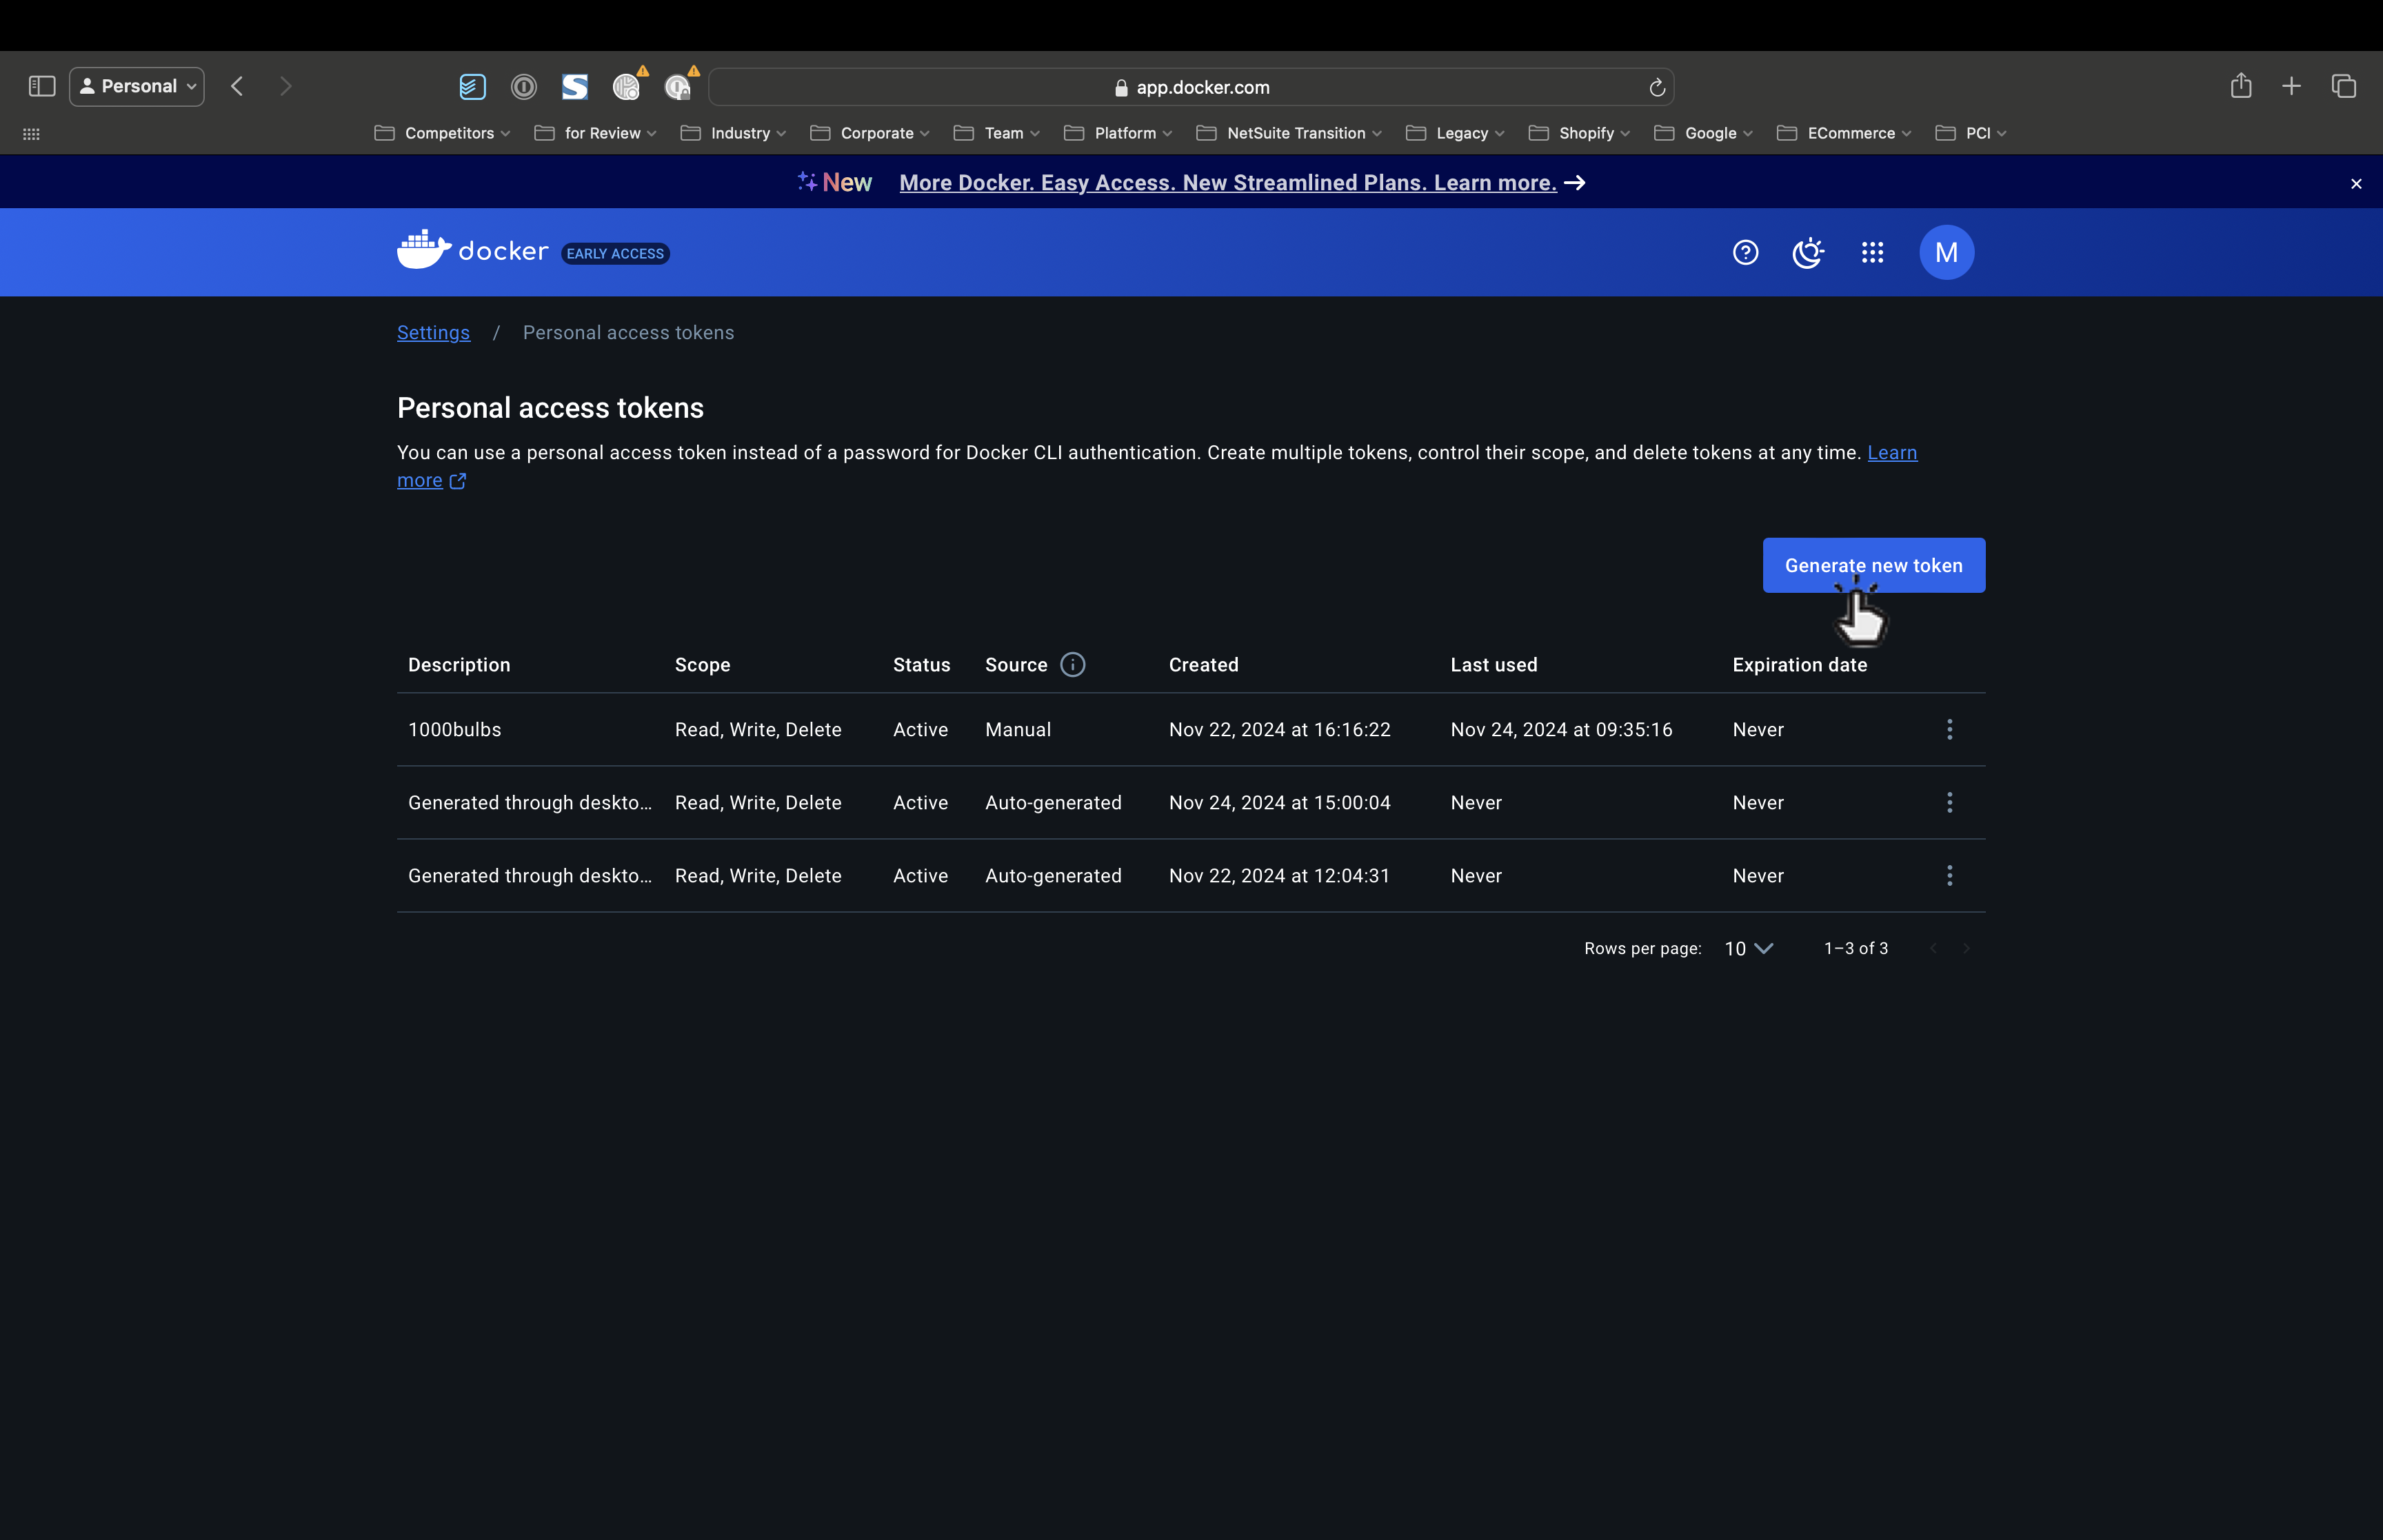 Personal
app.docker.com
Competitors for Review Industry Corporate Team Platform NetSuite Transition Legacy Shopify Google ECommerce PCI
New More Docker. Easy Access. New Streamlined Plans. Learn more. →
docker EARLY ACCESS M
Settings / Personal access tokens
Personal access tokens
You can use a personal access token instead of a password for Docker CLI authentication. Create multiple tokens, control their scope, and delete tokens at any time. Learn
more
Generate new token
Description Scope Status Source Created Last used Expiration date
1000bulbs Read, Write, Delete Active Manual Nov 22, 2024 at 16:16:22 Nov 24, 2024 at 09:35:16 Never
Generated through deskto... Read, Write, Delete Active Auto-generated Nov 24, 2024 at 15:00:04 Never Never
Generated through deskto... Read, Write, Delete Active Auto-generated Nov 22, 2024 at 12:04:31 Never Never
Rows per page: 10 1–3 of 3